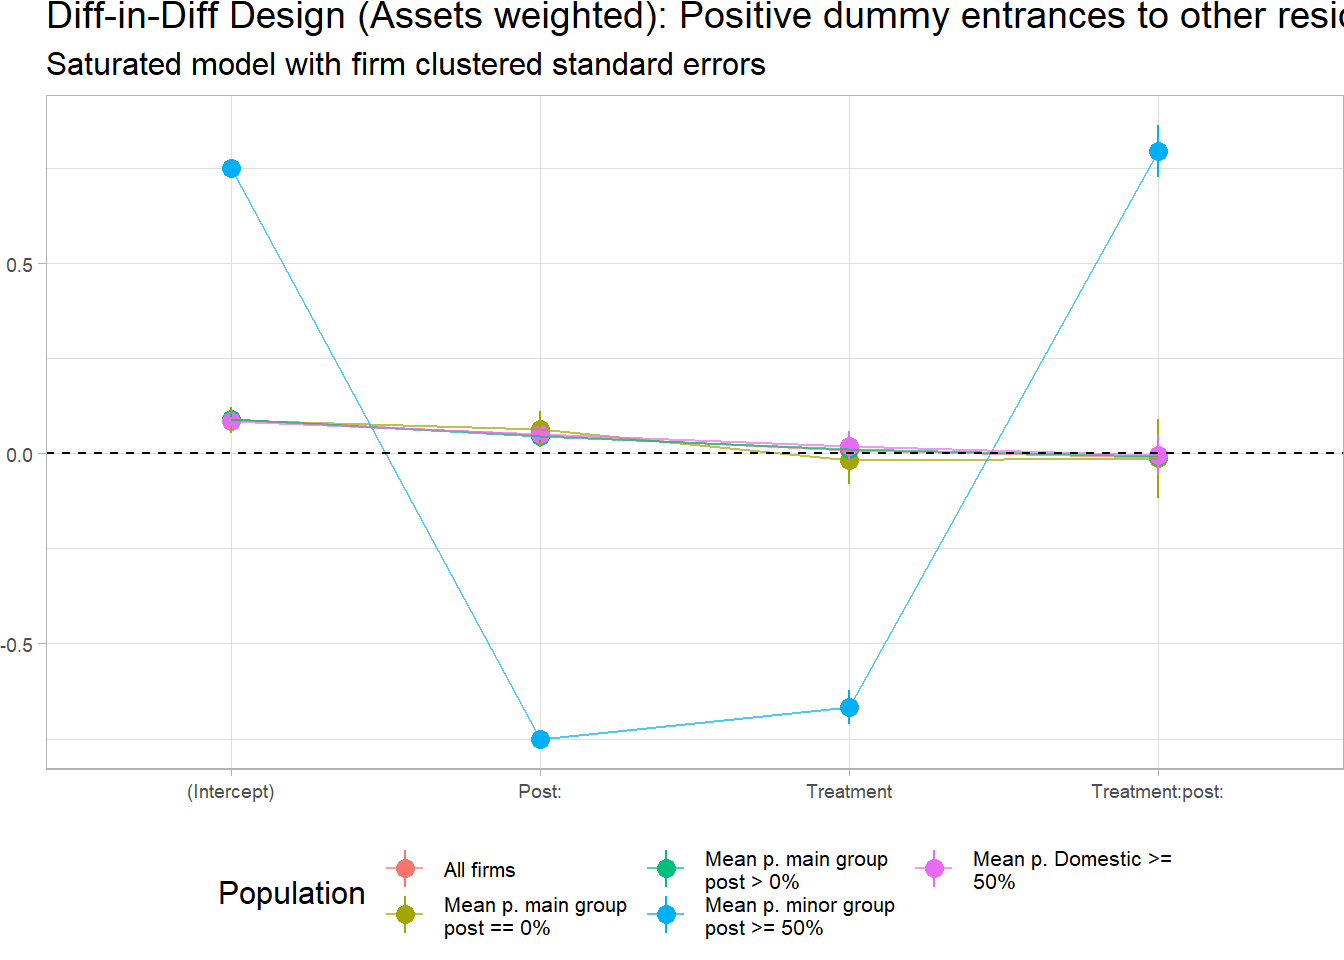 Diff-in-Diff Design (Assets weighted): Positive dummy entrances to other
Saturated model with firm clustered standard errors
0.5
0.0
-0.5
(Intercept)
Post:
Treatment
Treatment:post:
Population
All firms
Mean p. main group
post == 0%
Mean p. main group
post > 0%
Mean p. minor group
post >= 50%
Mean p. Domestic >=
50%